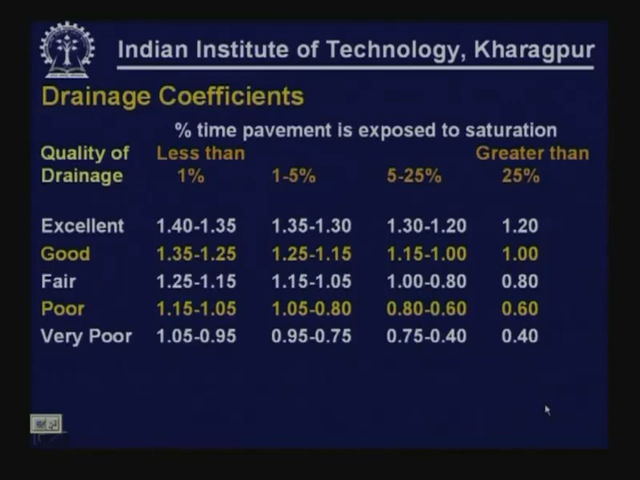 Indian Institute of Technology, Kharagpur
Drainage Coefficients
% time pavement is exposed to saturation
Quality of Less than Greater than
Drainage 1% 1-5% 5-25% 25%
Excellent 1.40-1.35 1.35-1.30 1.30-1.20 1.20
Good 1.35-1.25 1.25-1.15 1.15-1.00 1.00
Fair 1.25-1.15 1.15-1.05 1.00-0.80 0.80
Poor 1.15-1.05 1.05-0.80 0.80-0.60 0.60
Very Poor 1.05-0.95 0.95-0.75 0.75-0.40 0.40